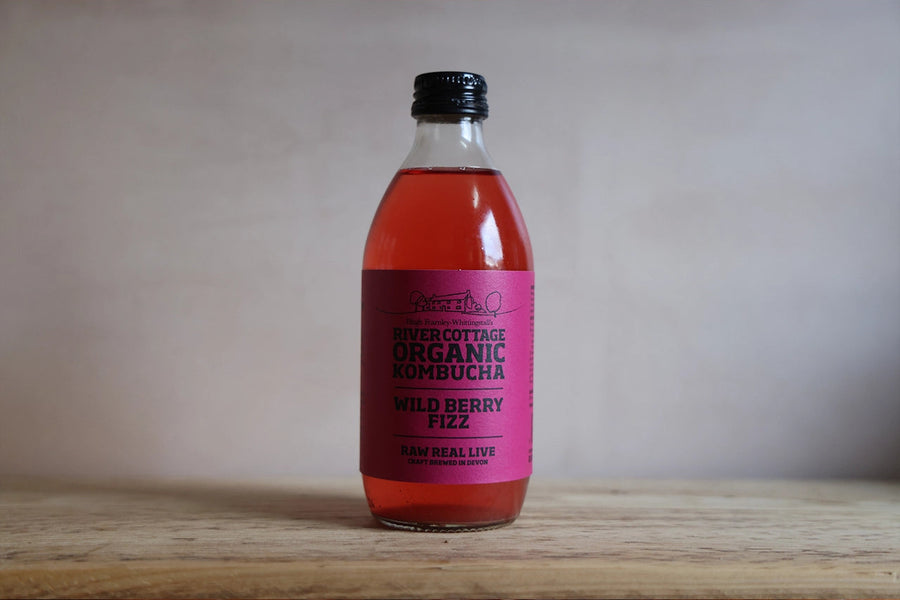 Hugh Fearnley-Whittingstall's
RIVER COTTAGE
ORGANIC
KOMBUCHA
WILD BERRY
FIZZ
RAW REAL LIVE
CRAFT BREWED IN DEVON